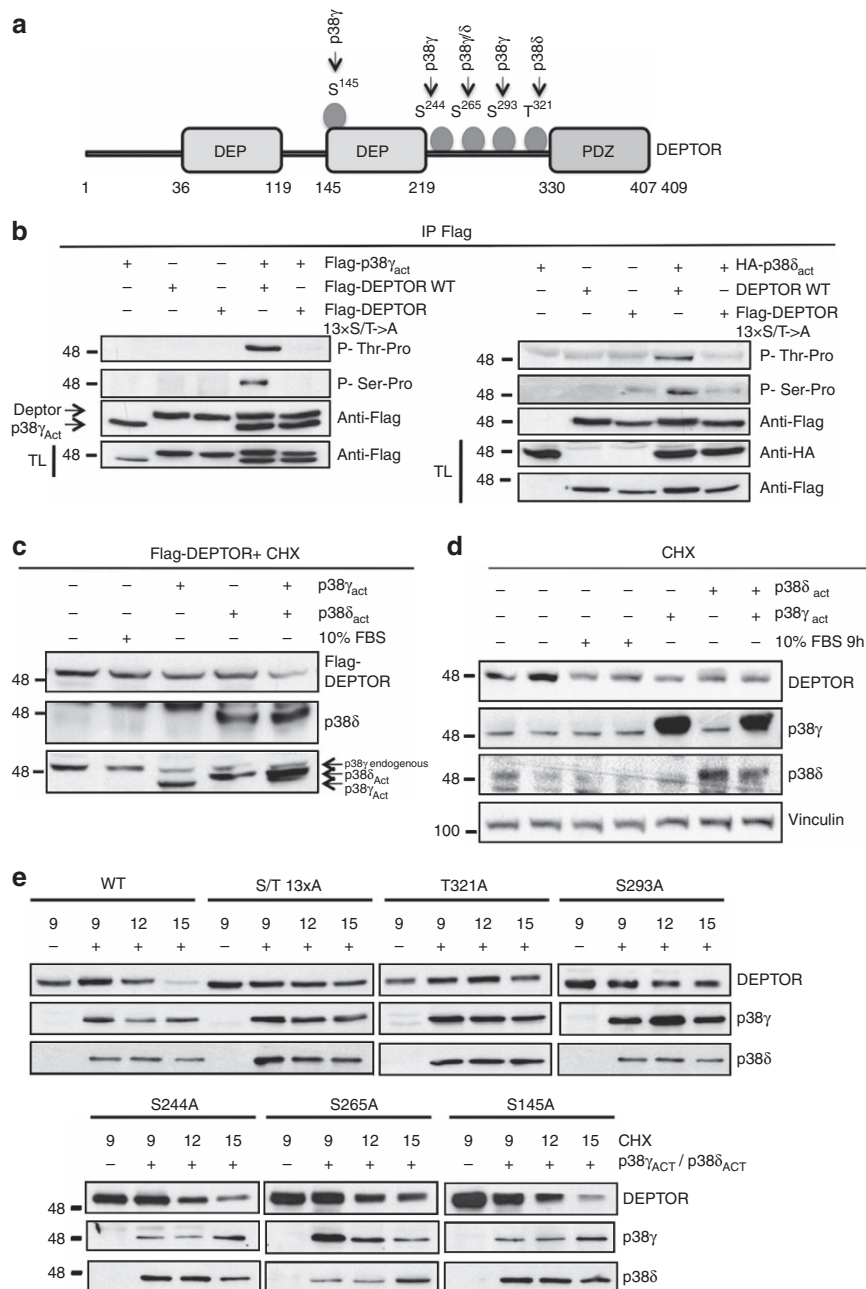 a
p38γ
p38γ p38γ/δ p38γ p38δ
S145
S244 S265 S293 T321
DEP DEP PDZ DEPTOR
1 36 119 145 219 330 407 409
b
IP Flag
+ – – + + Flag-p38γact
– + – + – Flag-DEPTOR WT
– – + – + Flag-DEPTOR
13×S/T->A
48 P- Thr-Pro
48 P- Ser-Pro
Deptor
p38γAct
Anti-Flag
TL 48 Anti-Flag
+ – – + + HA-p38δact
– + – + – DEPTOR WT
– – + – + Flag-DEPTOR
13×S/T->A
48 P- Thr-Pro
48 P- Ser-Pro
48 Anti-Flag
TL 48 Anti-HA
48 Anti-Flag
c
Flag-DEPTOR+ CHX
– – + – + p38γact
– – – + + p38δact
– + – – – 10% FBS
48 Flag-
DEPTOR
48 p38δ
48 p38γ endogenous
p38δAct
p38γAct
d
CHX
– – – – – + + p38δ act
– – – – + – + p38γ act
– – + + – – – 10% FBS 9h
48 DEPTOR
48 p38γ
48 p38δ
100 Vinculin
e
WT S/T 13xA T321A S293A
9 9 12 15 9 9 12 15 9 9 12 15 9 9 12 15
– + + + – + + + – + + + – + + +
DEPTOR
p38γ
p38δ
S244A S265A S145A
9 9 12 15 9 9 12 15 9 9 12 15 CHX
– + + + – + + + – + + + p38γACT / p38δACT
48 DEPTOR
48 p38γ
48 p38δ